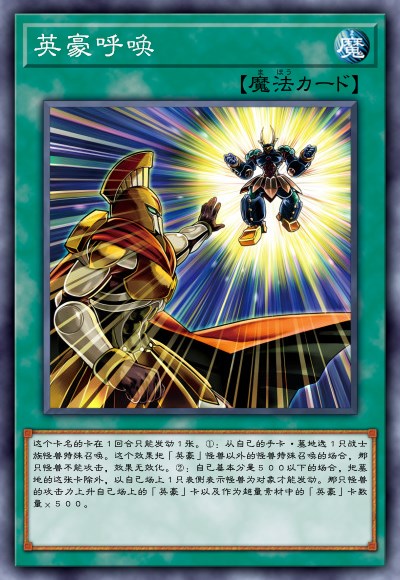 英豪呼唤
魔
【魔法カード】
ま ほう
这个卡名的卡在1回合只能发动1张。①：从自己的手卡·墓地选1只战士
族怪兽特殊召唤。这个效果把「英豪」怪兽以外的怪兽特殊召唤的场合，那
只怪兽不能攻击，效果无效化。②：自己基本分是500以下的场合，把墓
地的这张卡除外，以自己场上1只表侧表示怪兽为对象才能发动。那只怪兽
的攻击力上升自己场上的「英豪」卡以及作为超量素材中的「英豪」卡数
量×500。